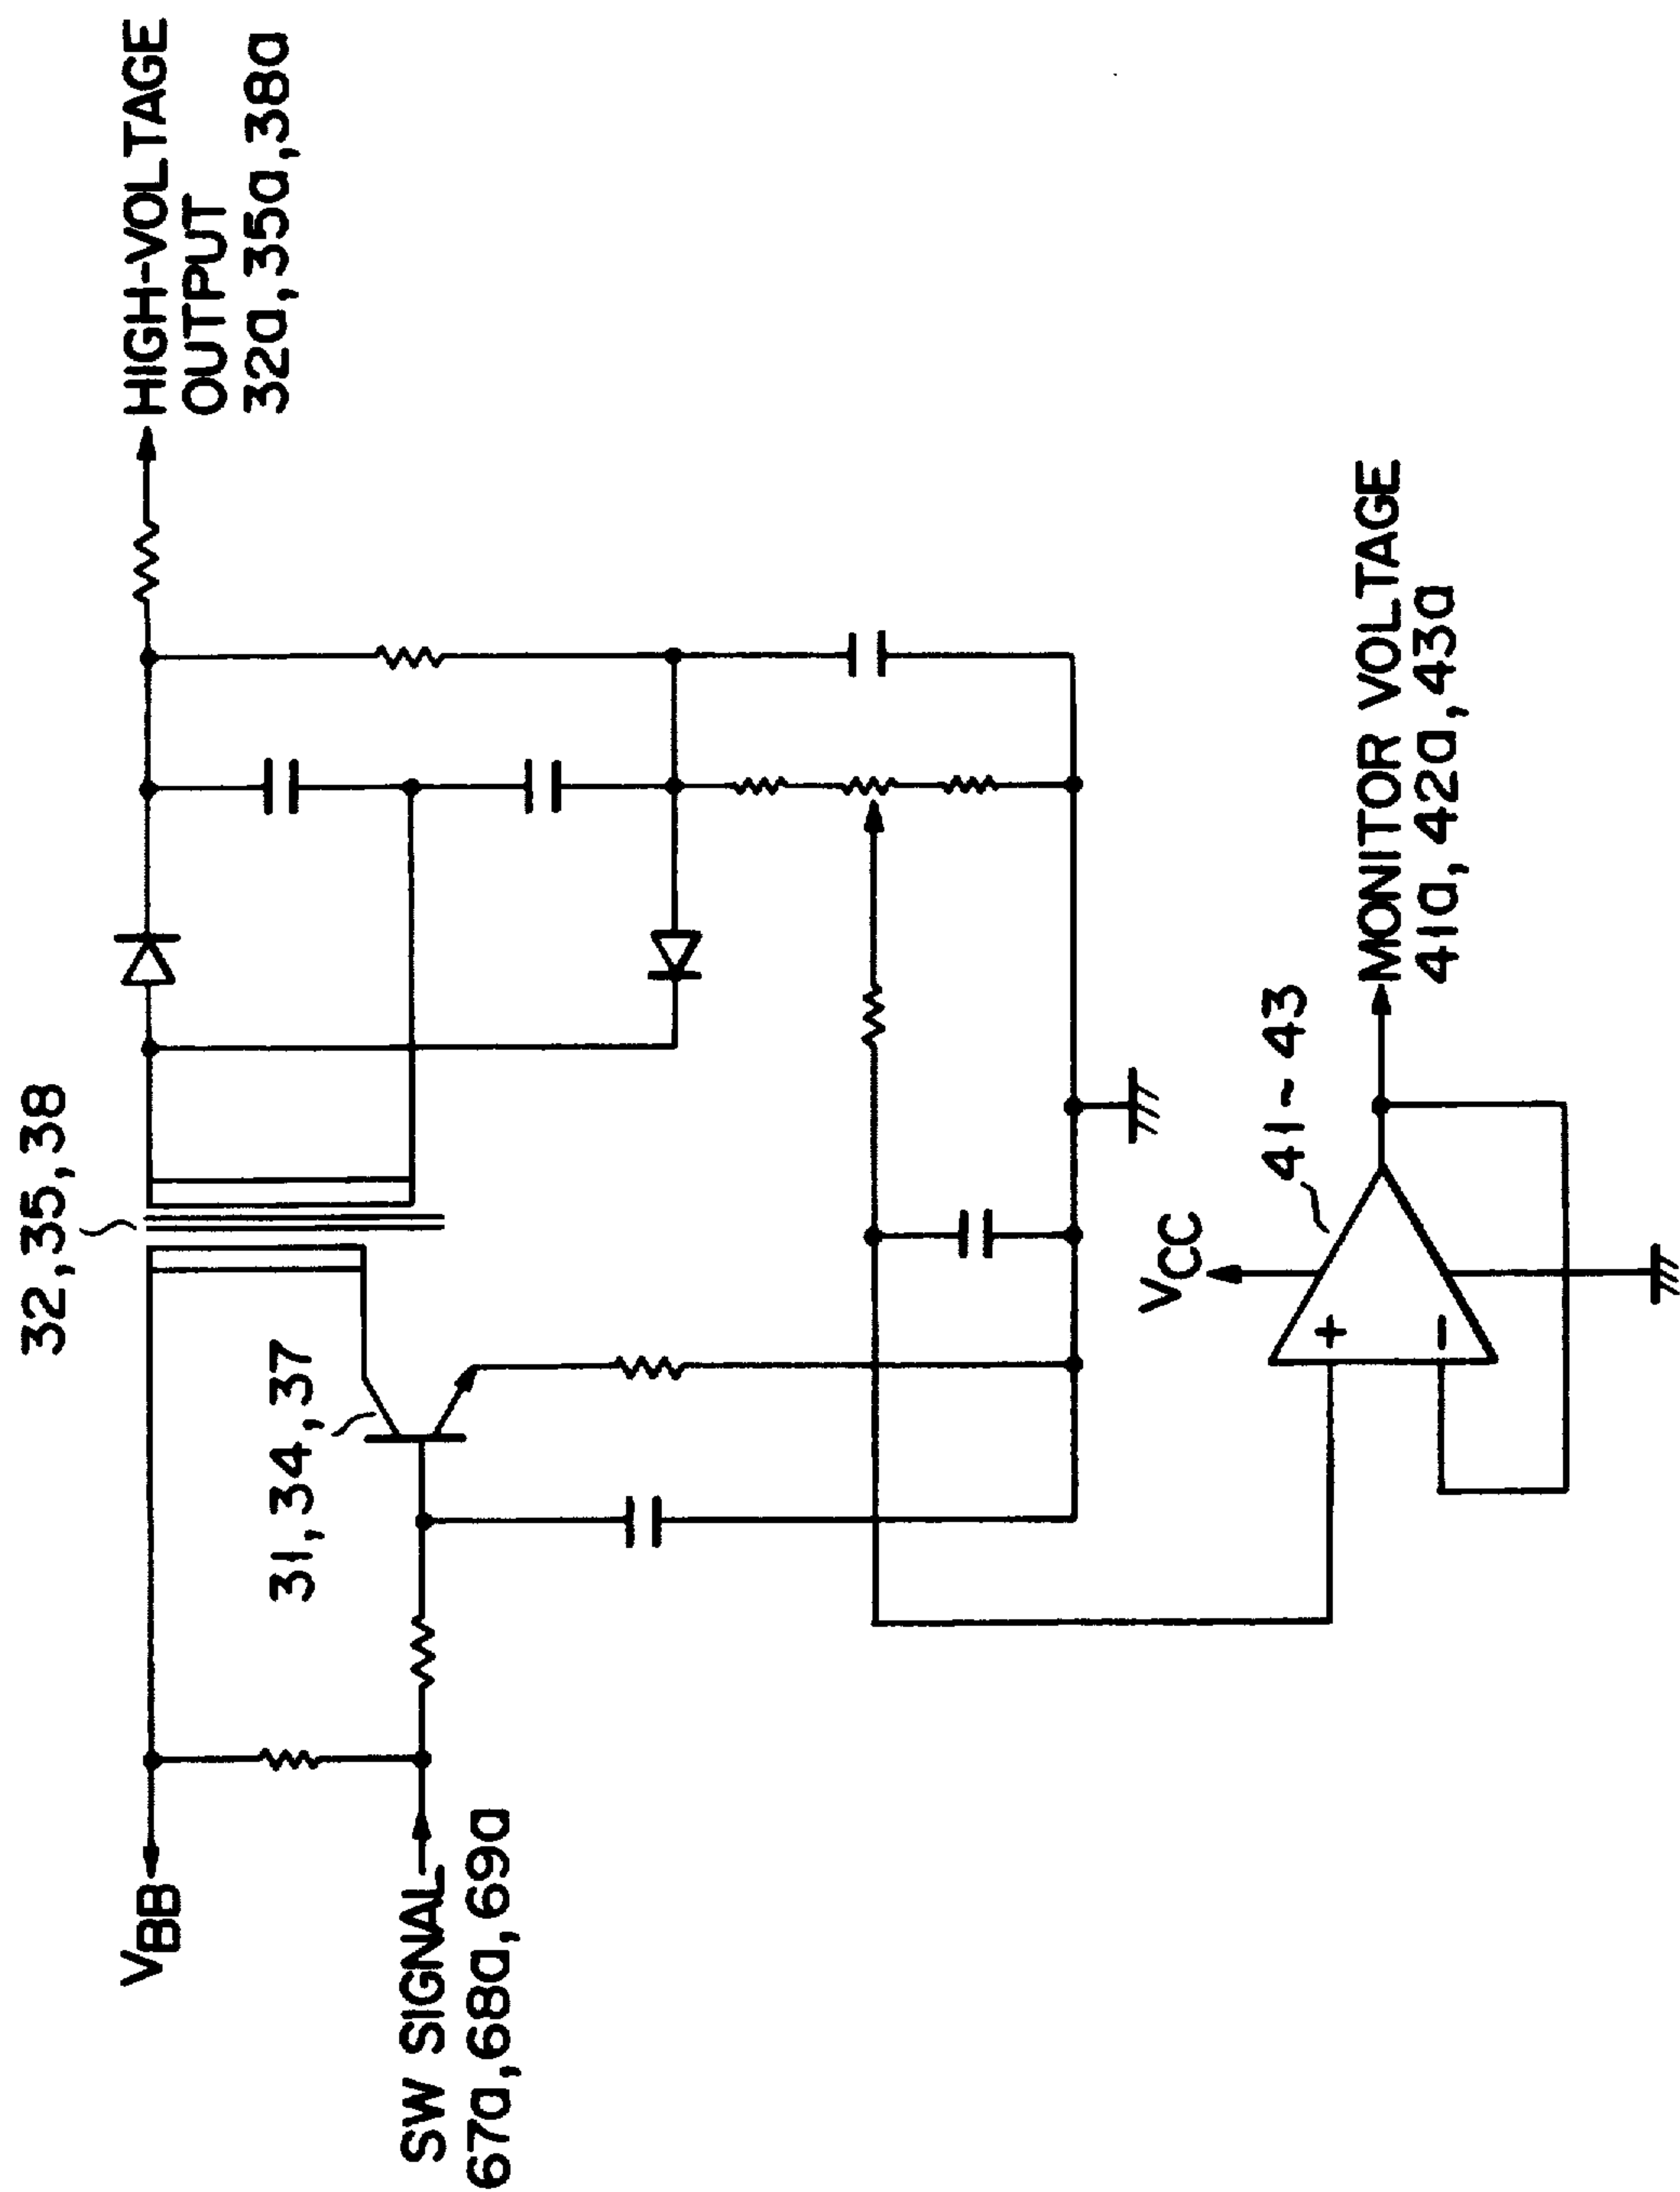 32,35,38
HIGH-VOLTAGE
OUTPUT
32a,35a,38a
VBB
31,34,37
SW SIGNAL
67a,68a,69a
VCC
41~43
+
−
MONITOR VOLTAGE
41a,42a,43a